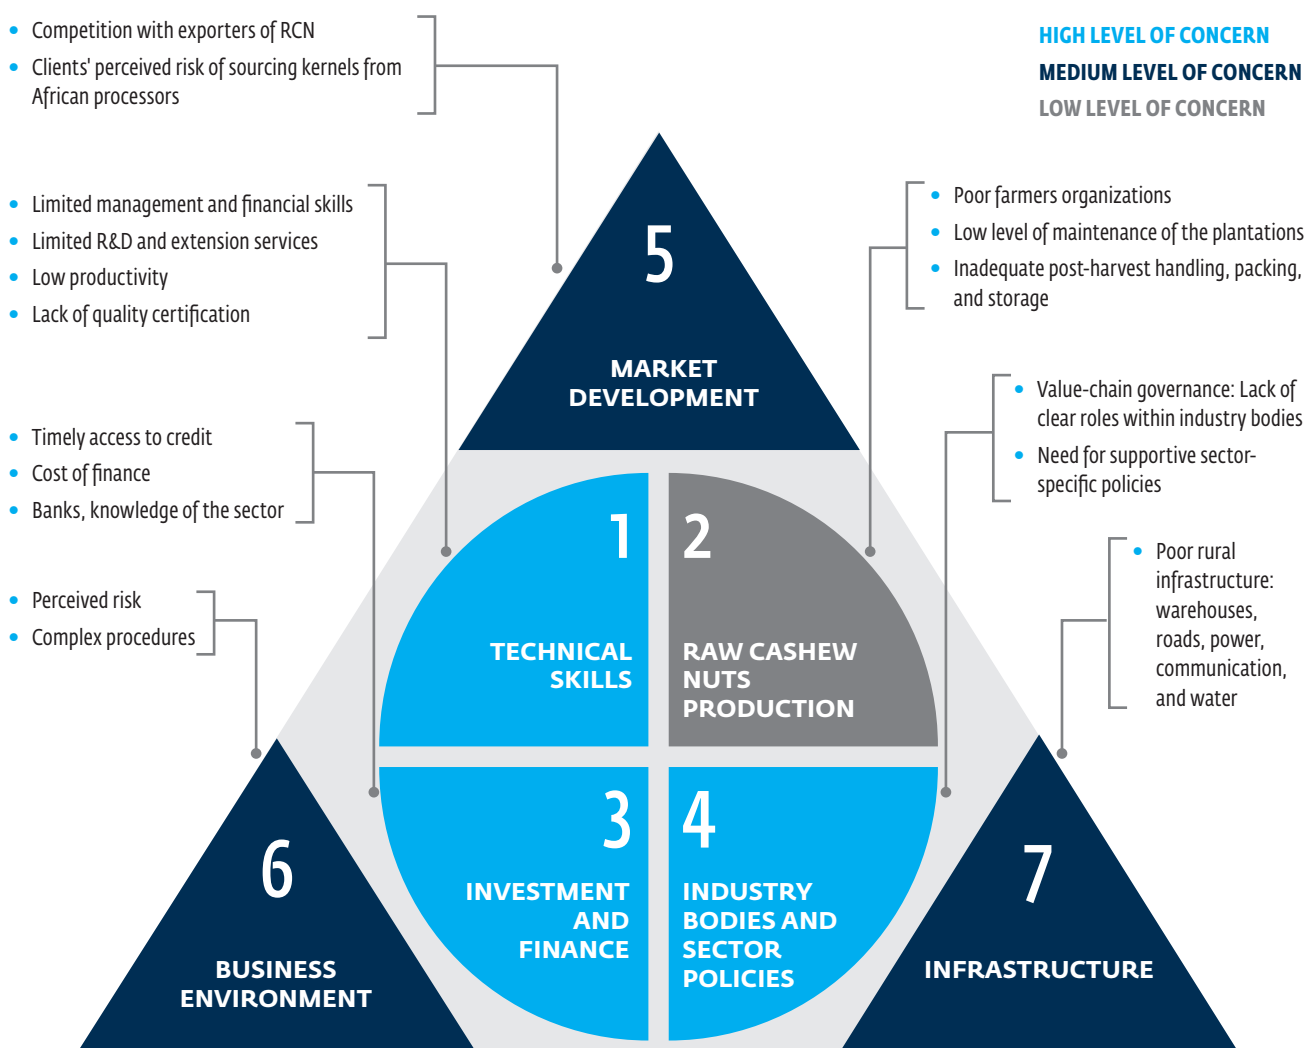 Competition with exporters of RCN
Clients' perceived risk of sourcing kernels from
African processors
HIGH LEVEL OF CONCERN
MEDIUM LEVEL OF CONCERN
LOW LEVEL OF CONCERN
Limited management and financial skills
Limited R&D and extension services
Low productivity
Lack of quality certification
Poor farmers organizations
Low level of maintenance of the plantations
Inadequate post-harvest handling, packing,
and storage
5
MARKET
DEVELOPMENT
Timely access to credit
Cost of finance
Banks, knowledge of the sector
Value-chain governance: Lack of
clear roles within industry bodies
Need for supportive sector-
specific policies
Perceived risk
Complex procedures
Poor rural
infrastructure:
warehouses,
roads, power,
communication,
and water
1
TECHNICAL
SKILLS
2
RAW CASHEW
NUTS
PRODUCTION
3
INVESTMENT
AND
FINANCE
4
INDUSTRY
BODIES AND
SECTOR
POLICIES
6
BUSINESS
ENVIRONMENT
7
INFRASTRUCTURE